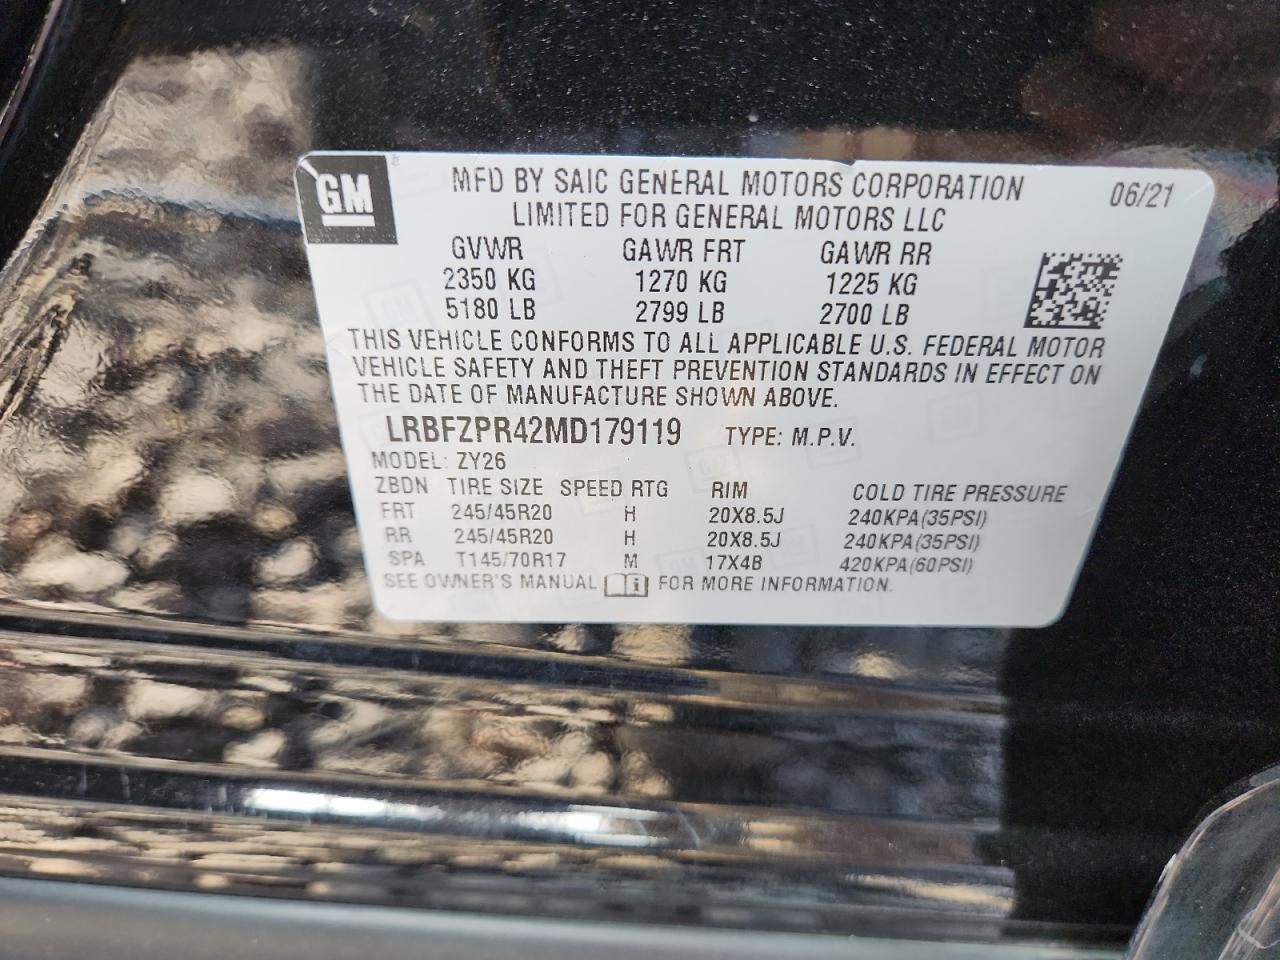 GM
MFD BY SAIC GENERAL MOTORS CORPORATION 06/21
LIMITED FOR GENERAL MOTORS LLC
GVWR GAWR FRT GAWR RR
2350 KG 1270 KG 1225 KG
5180 LB 2799 LB 2700 LB
THIS VEHICLE CONFORMS TO ALL APPLICABLE U.S. FEDERAL MOTOR
VEHICLE SAFETY AND THEFT PREVENTION STANDARDS IN EFFECT ON
THE DATE OF MANUFACTURE SHOWN ABOVE.
LRBFZPR42MD179119 TYPE: M.P.V.
MODEL: ZY26
ZBDN TIRE SIZE SPEED RTG RIM COLD TIRE PRESSURE
FRT 245/45R20 H 20X8.5J 240KPA(35PSI)
RR 245/45R20 H 20X8.5J 240KPA(35PSI)
SPA T145/70R17 M 17X4B 420KPA(60PSI)
SEE OWNER'S MANUAL i FOR MORE INFORMATION.